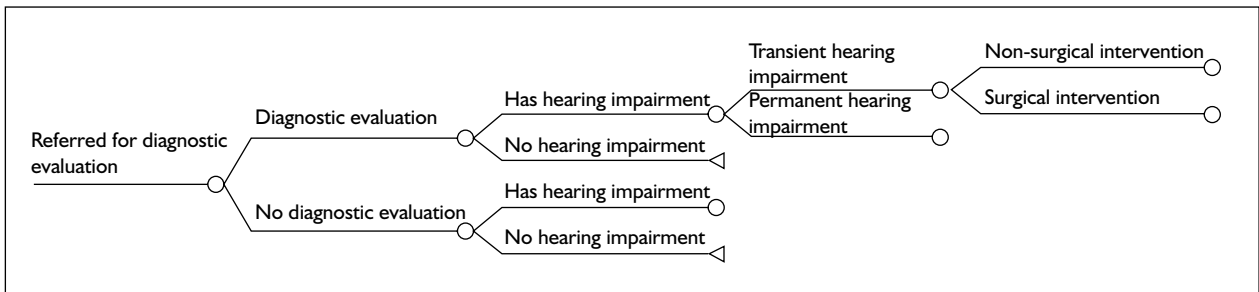 Referred for diagnostic
evaluation
Diagnostic evaluation
Has hearing impairment
Transient hearing
impairment
Non-surgical intervention
Surgical intervention
Permanent hearing
impairment
No hearing impairment
No diagnostic evaluation
Has hearing impairment
No hearing impairment